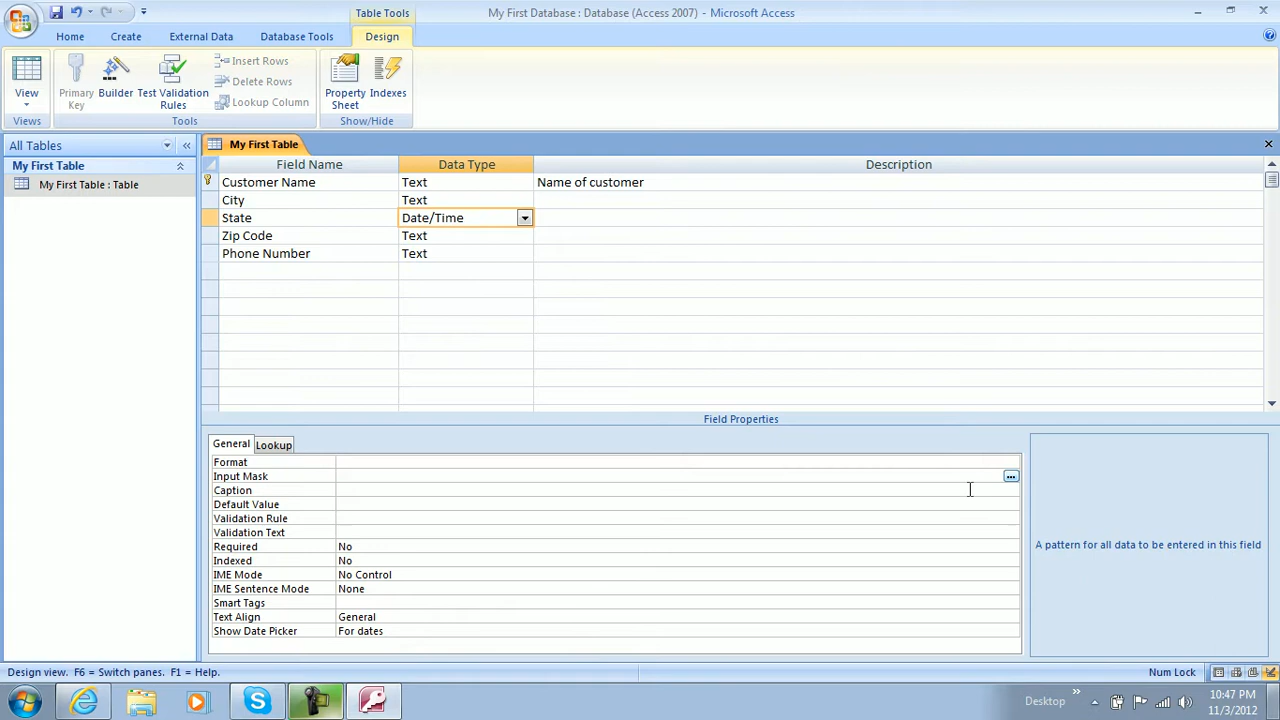 Table Tools
My First Database : Database (Access 2007) - Microsoft Access
Home Create External Data Database Tools Design
View
Primary Key
Builder
Test Validation Rules
Insert Rows
Delete Rows
Lookup Column
Property Sheet
Indexes
Views Tools Show/Hide
All Tables
My First Table
My First Table : Table
My First Table
Field Name Data Type Description
Customer Name Text Name of customer
City Text
State Date/Time
Zip Code Text
Phone Number Text
Field Properties
General Lookup
Format
Input Mask
Caption
Default Value
Validation Rule
Validation Text
Required No
Indexed No
IME Mode No Control
IME Sentence Mode None
Smart Tags
Text Align General
Show Date Picker For dates
A pattern for all data to be entered in this field
Design view. F6 = Switch panes. F1 = Help. Num Lock
Desktop
10:47 PM
11/3/2012